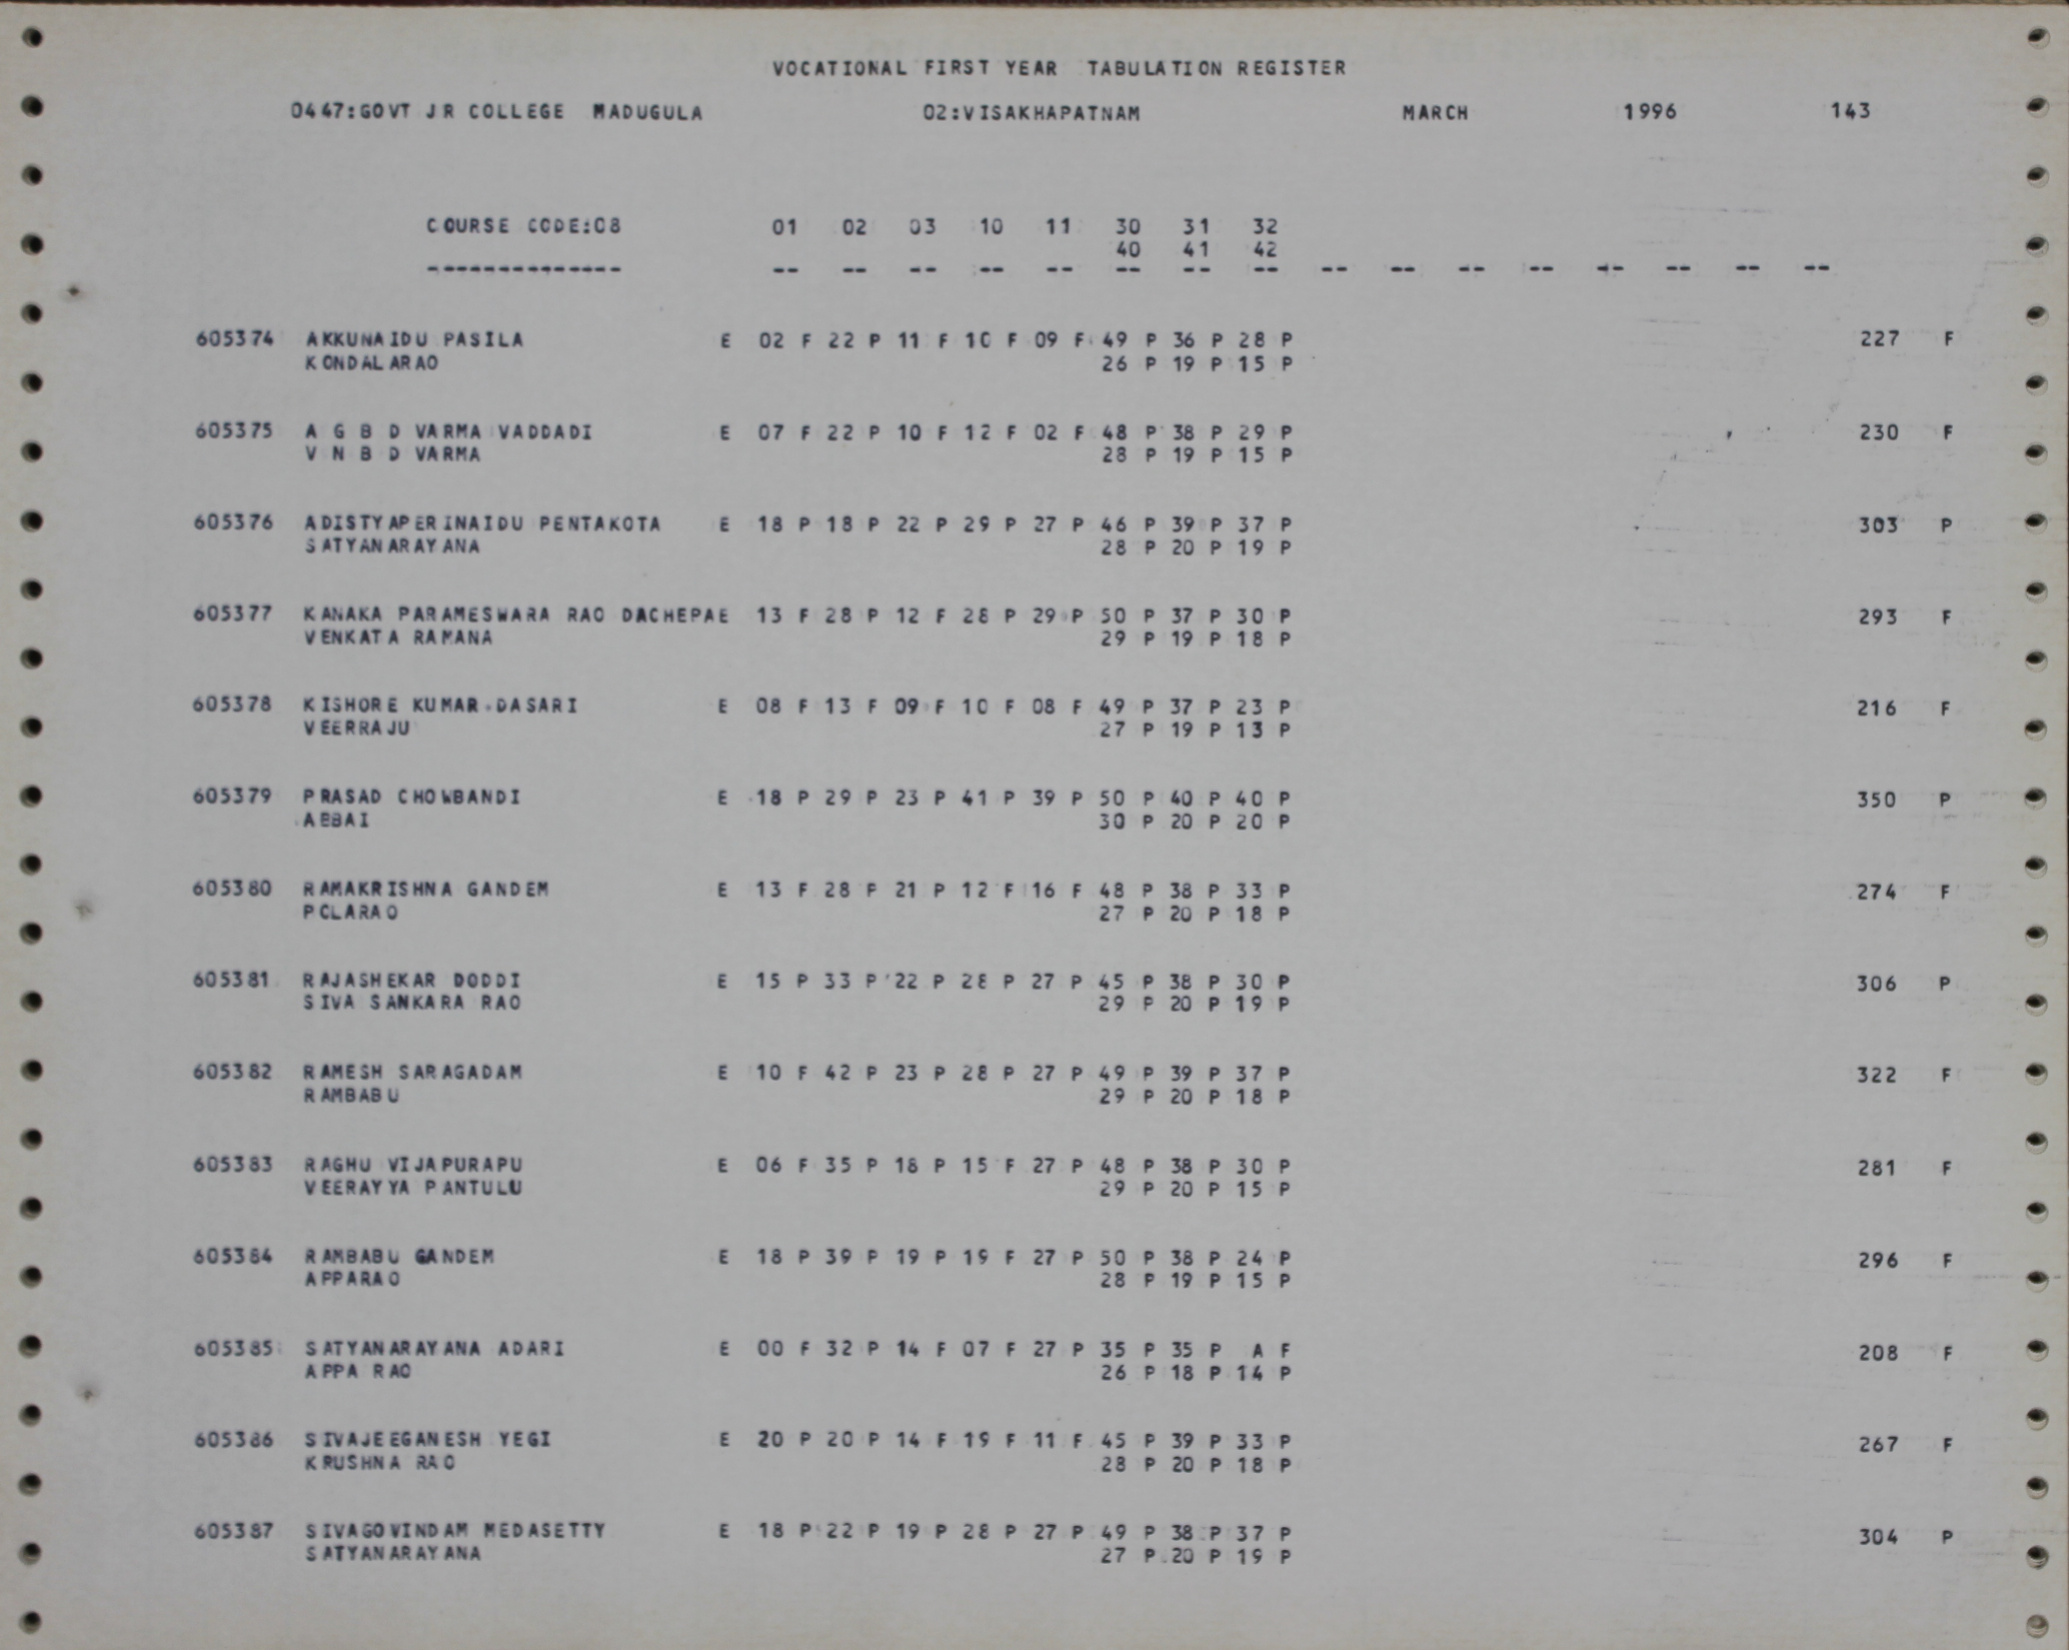 VOCATIONAL FIRST YEAR TABULATION REGISTER
0447:GOVT JR COLLEGE MADUGULA 02:VISAKHAPATNAM MARCH 1996 143
COURSE CODE:08 01 02 03 10 11 30 31 32
40 41 42
-------------- -- -- -- -- -- -- -- -- -- -- -- -- -- -- -- --
605374 AKKUNAIDU PASILA E 02 F 22 P 11 F 10 F 09 F 49 P 36 P 28 P 227 F
KONDALARAO 26 P 19 P 15 P
605375 A G B D VARMA VADDADI E 07 F 22 P 10 F 12 F 02 F 48 P 38 P 29 P 230 F
V N B D VARMA 28 P 19 P 15 P
605376 ADISTYAPERINAIDU PENTAKOTA E 18 P 18 P 22 P 29 P 27 P 46 P 39 P 37 P 303 P
SATYANARAYANA 28 P 20 P 19 P
605377 KANAKA PARAMESWARA RAO DACHEPAE 13 F 28 P 12 F 28 P 29 P 50 P 37 P 30 P 293 F
VENKATA RAMANA 29 P 19 P 18 P
605378 KISHORE KUMAR DASARI E 08 F 13 F 09 F 10 F 08 F 49 P 37 P 23 P 216 F
VEERRAJU 27 P 19 P 13 P
605379 PRASAD CHOWBANDI E 18 P 29 P 23 P 41 P 39 P 50 P 40 P 40 P 350 P
ABBAI 30 P 20 P 20 P
605380 RAMAKRISHNA GANDEM E 13 F 28 P 21 P 12 F 16 F 48 P 38 P 33 P 274 F
POLARAO 27 P 20 P 18 P
605381 RAJASHEKAR DODDI E 15 P 33 P 22 P 28 P 27 P 45 P 38 P 30 P 306 P
SIVA SANKARA RAO 29 P 20 P 19 P
605382 RAMESH SARAGADAM E 10 F 42 P 23 P 28 P 27 P 49 P 39 P 37 P 322 F
RAMBABU 29 P 20 P 18 P
605383 RAGHU VIJAPURAPU E 06 F 35 P 18 P 15 F 27 P 48 P 38 P 30 P 281 F
VEERAYYA PANTULU 29 P 20 P 15 P
605384 RAMBABU GANDEM E 18 P 39 P 19 P 19 F 27 P 50 P 38 P 24 P 296 F
APPARAO 28 P 19 P 15 P
605385 SATYANARAYANA ADARI E 00 F 32 P 14 F 07 F 27 P 35 P 35 P A F 208 F
APPA RAO 26 P 18 P 14 P
605386 SIVAJEEGANESH YEGI E 20 P 20 P 14 F 19 F 11 F 45 P 39 P 33 P 267 F
KRUSHNA RAO 28 P 20 P 18 P
605387 SIVAGOVINDAM MEDASETTY E 18 P 22 P 19 P 28 P 27 P 49 P 38 P 37 P 304 P
SATYANARAYANA 27 P 20 P 19 P